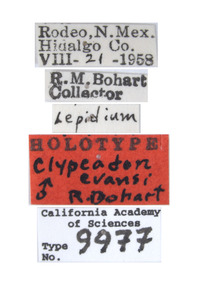 Rodeo, N. Mex.
Hidalgo Co.
VIII-21-1958
R. M. Bohart
Collector
Lepidium
HOLOTYPE
Clypeadon
evansi
♂
R. Bohart
California Academy
of Sciences
Type
No. 9977